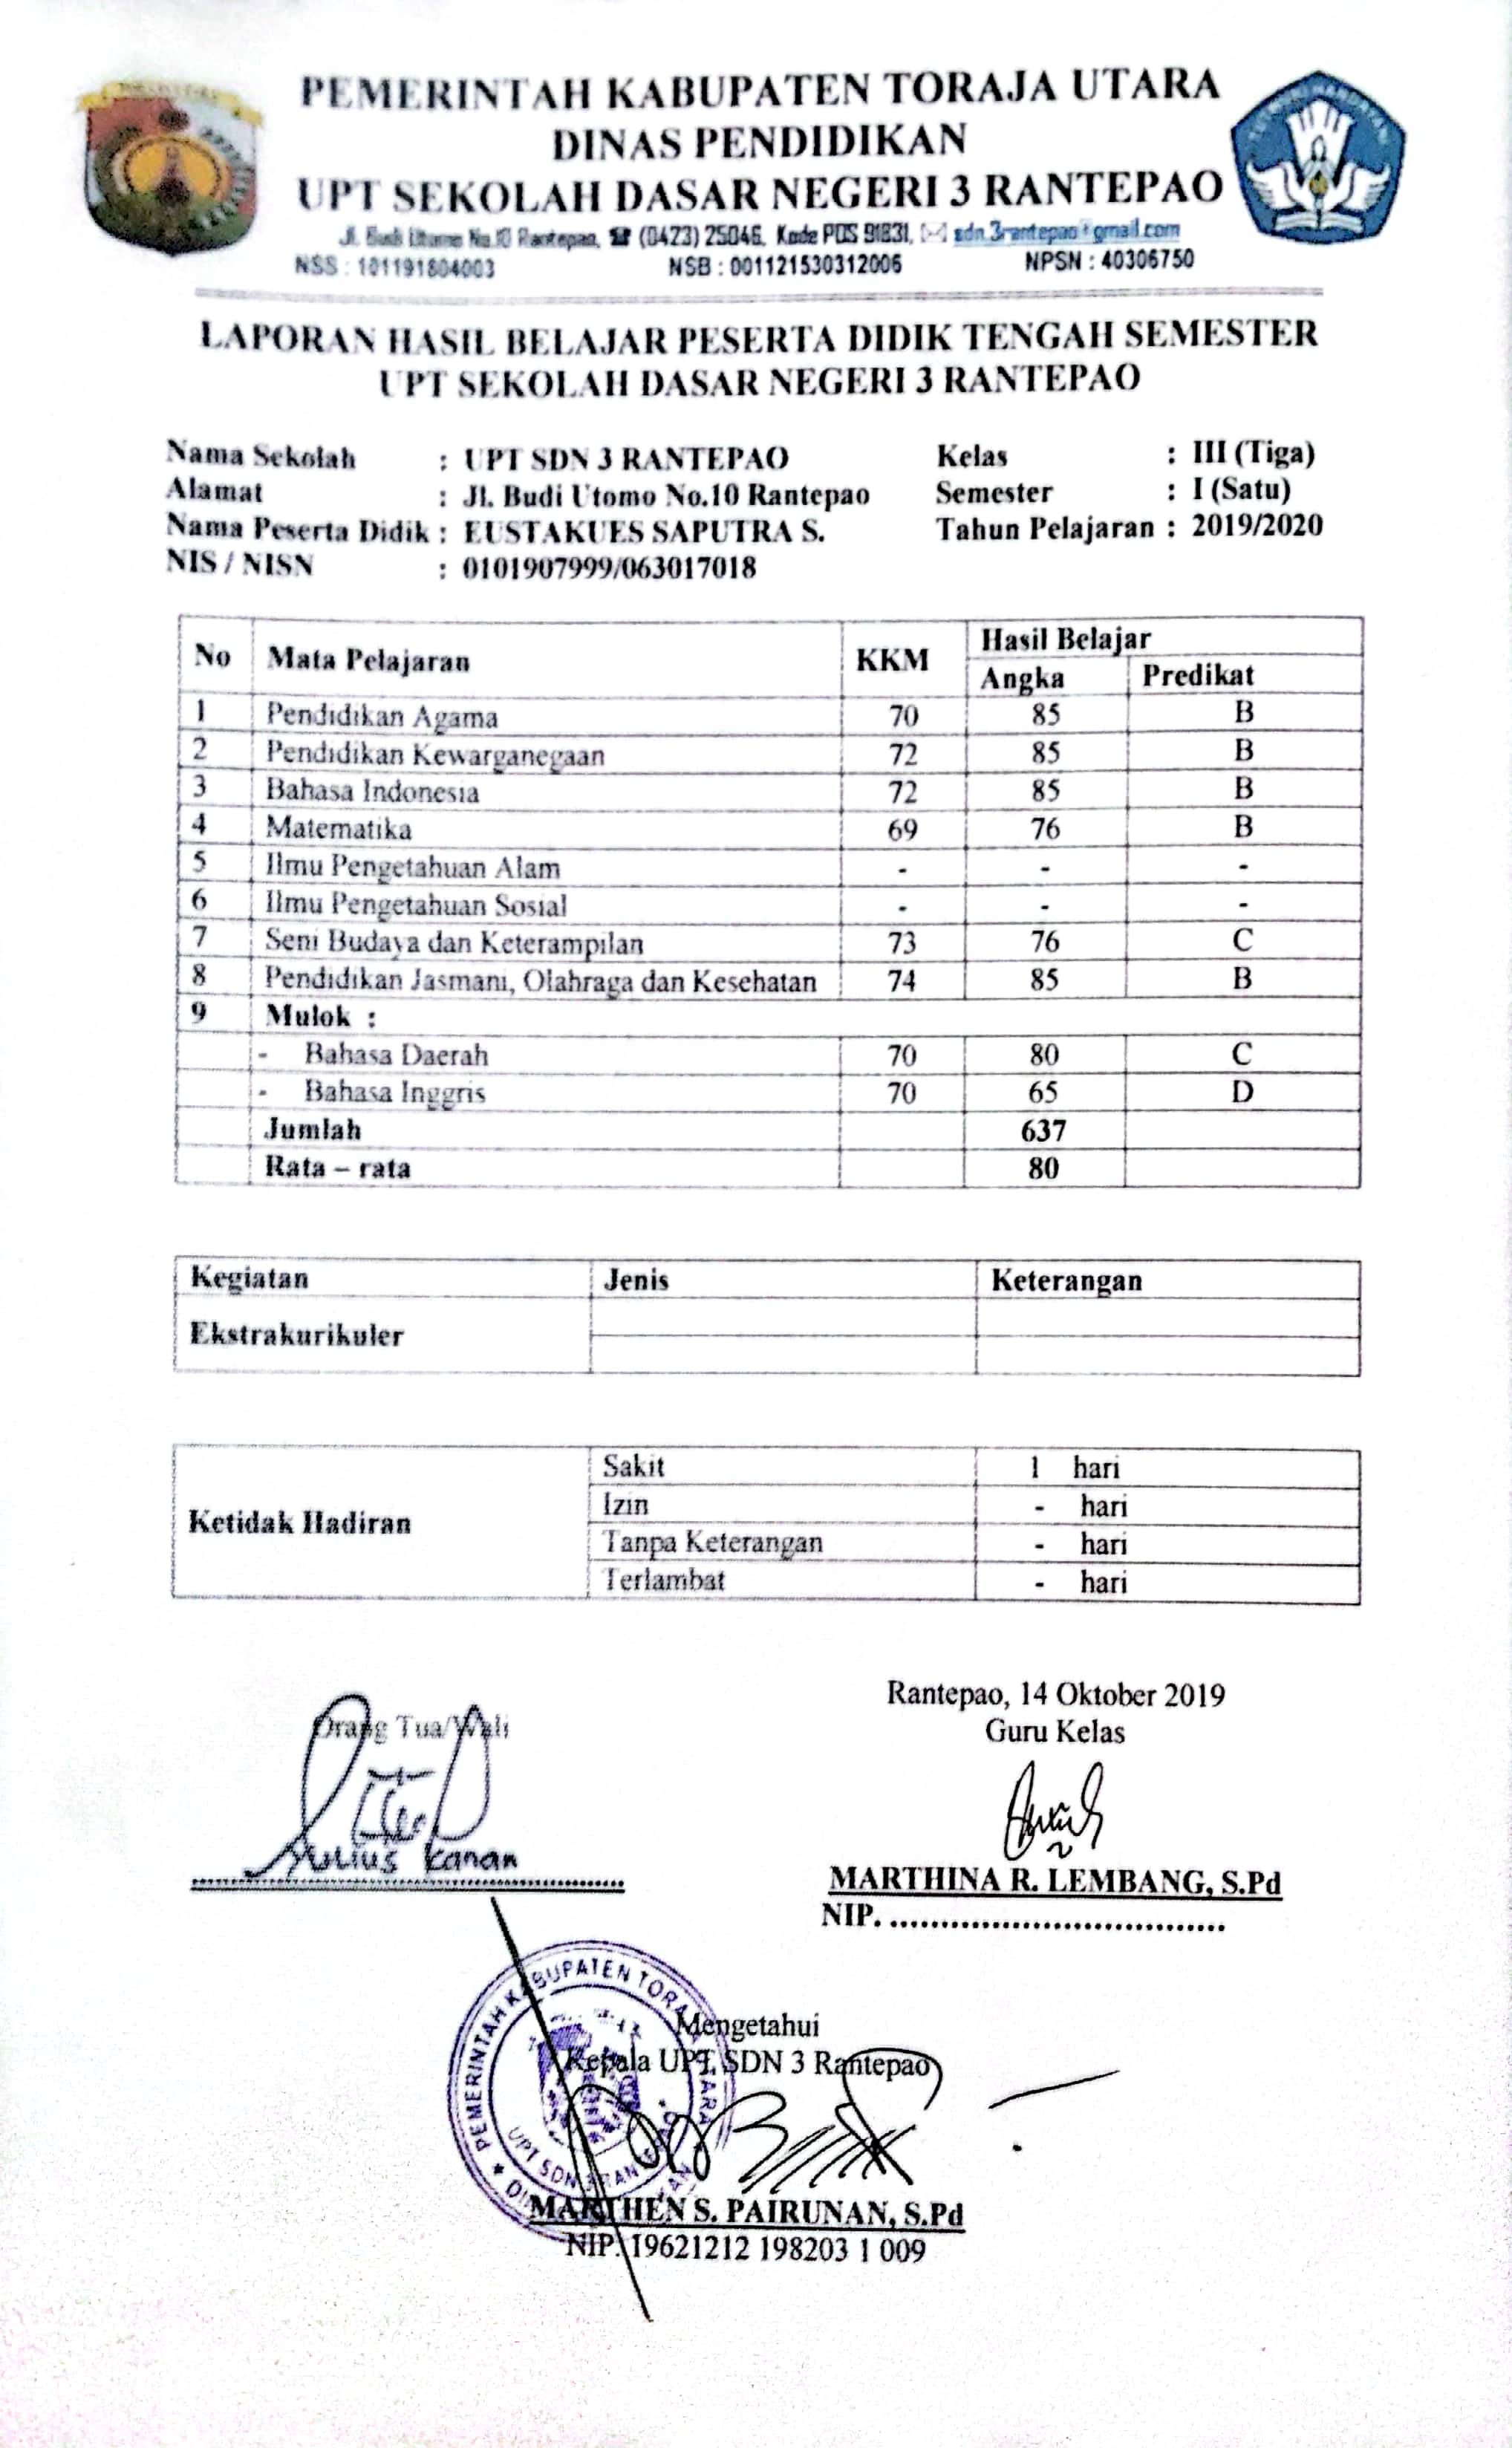 PEMERINTAH KABUPATEN TORAJA UTARA
DINAS PENDIDIKAN
UPT SEKOLAH DASAR NEGERI 3 RANTEPAO
Jl. Budi Utomo No.10 Rantepao, ☎ (0423) 25046, Kode POS 91831, ✉ sdn.3rantepao@gmail.com
NSS : 101191804003 NSB : 001121530312006 NPSN : 40306750
LAPORAN HASIL BELAJAR PESERTA DIDIK TENGAH SEMESTER
UPT SEKOLAH DASAR NEGERI 3 RANTEPAO
Nama Sekolah : UPT SDN 3 RANTEPAO Kelas : III (Tiga)
Alamat : Jl. Budi Utomo No.10 Rantepao Semester : I (Satu)
Nama Peserta Didik : EUSTAKUES SAPUTRA S. Tahun Pelajaran : 2019/2020
NIS / NISN : 0101907999/063017018
No Mata Pelajaran KKM Hasil Belajar
Angka Predikat
1 Pendidikan Agama 70 85 B
2 Pendidikan Kewarganegaan 72 85 B
3 Bahasa Indonesia 72 85 B
4 Matematika 69 76 B
5 Ilmu Pengetahuan Alam - - -
6 Ilmu Pengetahuan Sosial - - -
7 Seni Budaya dan Keterampilan 73 76 C
8 Pendidikan Jasmani, Olahraga dan Kesehatan 74 85 B
9 Mulok :
- Bahasa Daerah 70 80 C
- Bahasa Inggris 70 65 D
Jumlah 637
Rata – rata 80
Kegiatan Jenis Keterangan
Ekstrakurikuler
Ketidak Hadiran
Sakit 1 hari
Izin - hari
Tanpa Keterangan - hari
Terlambat - hari
Rantepao, 14 Oktober 2019
Orang Tua/Wali Guru Kelas
Yulius Kanan
MARTHINA R. LEMBANG, S.Pd
NIP. .................................
PEMERINTAH KABUPATEN TORAJA UTARA
UPT SDN 3 RANTEPAO
Mengetahui
Kepala UPT. SDN 3 Rantepao
MARTHEN S. PAIRUNAN, S.Pd
NIP. 19621212 198203 1 009